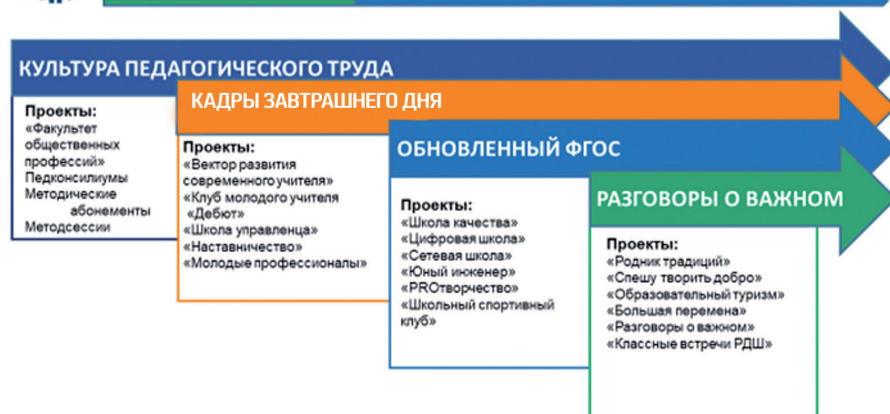 КУЛЬТУРА ПЕДАГОГИЧЕСКОГО ТРУДА
Проекты:
«Факультет
общественных
профессий»
Педконсилиумы
Методические
абонементы
Методсессии
КАДРЫ ЗАВТРАШНЕГО ДНЯ
Проекты:
«Вектор развития
современного учителя»
«Клуб молодого учителя
«Дебют»
«Школа управленца»
«Наставничество»
«Молодые профессионалы»
ОБНОВЛЕННЫЙ ФГОС
Проекты:
«Школа качества»
«Цифровая школа»
«Сетевая школа»
«Юный инженер»
«PROтворчество»
«Школьный спортивный
клуб»
РАЗГОВОРЫ О ВАЖНОМ
Проекты:
«Родник традиций»
«Спешу творить добро»
«Образовательный туризм»
«Большая перемена»
«Разговоры о важном»
«Классные встречи РДШ»